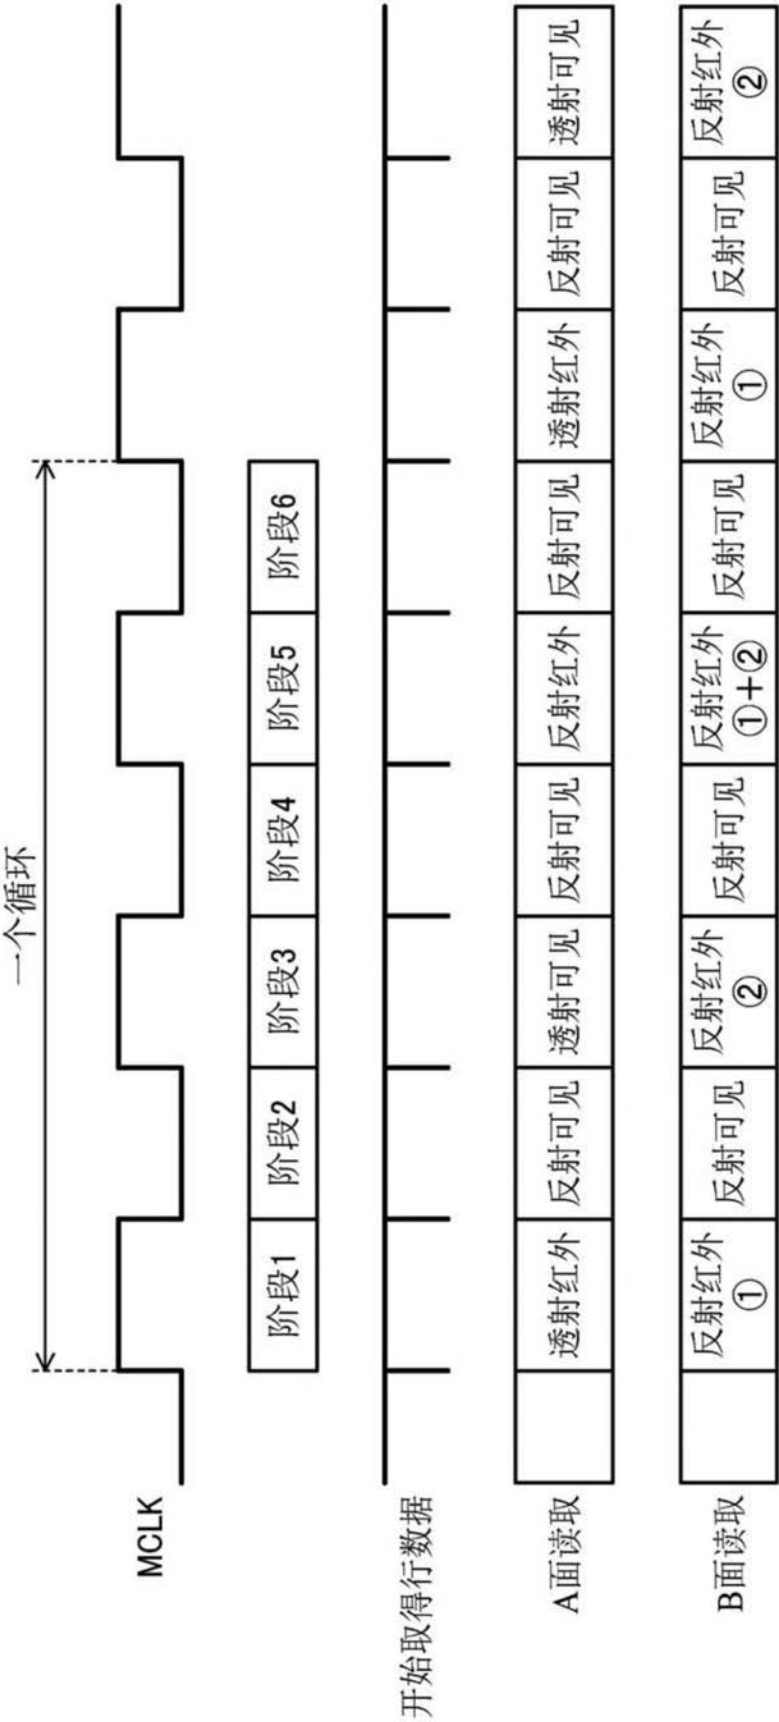 一个循环
MCLK
阶段1
阶段2
阶段3
阶段4
阶段5
阶段6
开始取得行数据
A面读取
透射红外
反射可见
透射可见
反射可见
反射红外
反射可见
透射红外
反射可见
透射可见
B面读取
反射红外
①
反射可见
反射红外
②
反射可见
反射红外
①+②
反射可见
反射红外
①
反射可见
反射红外
②